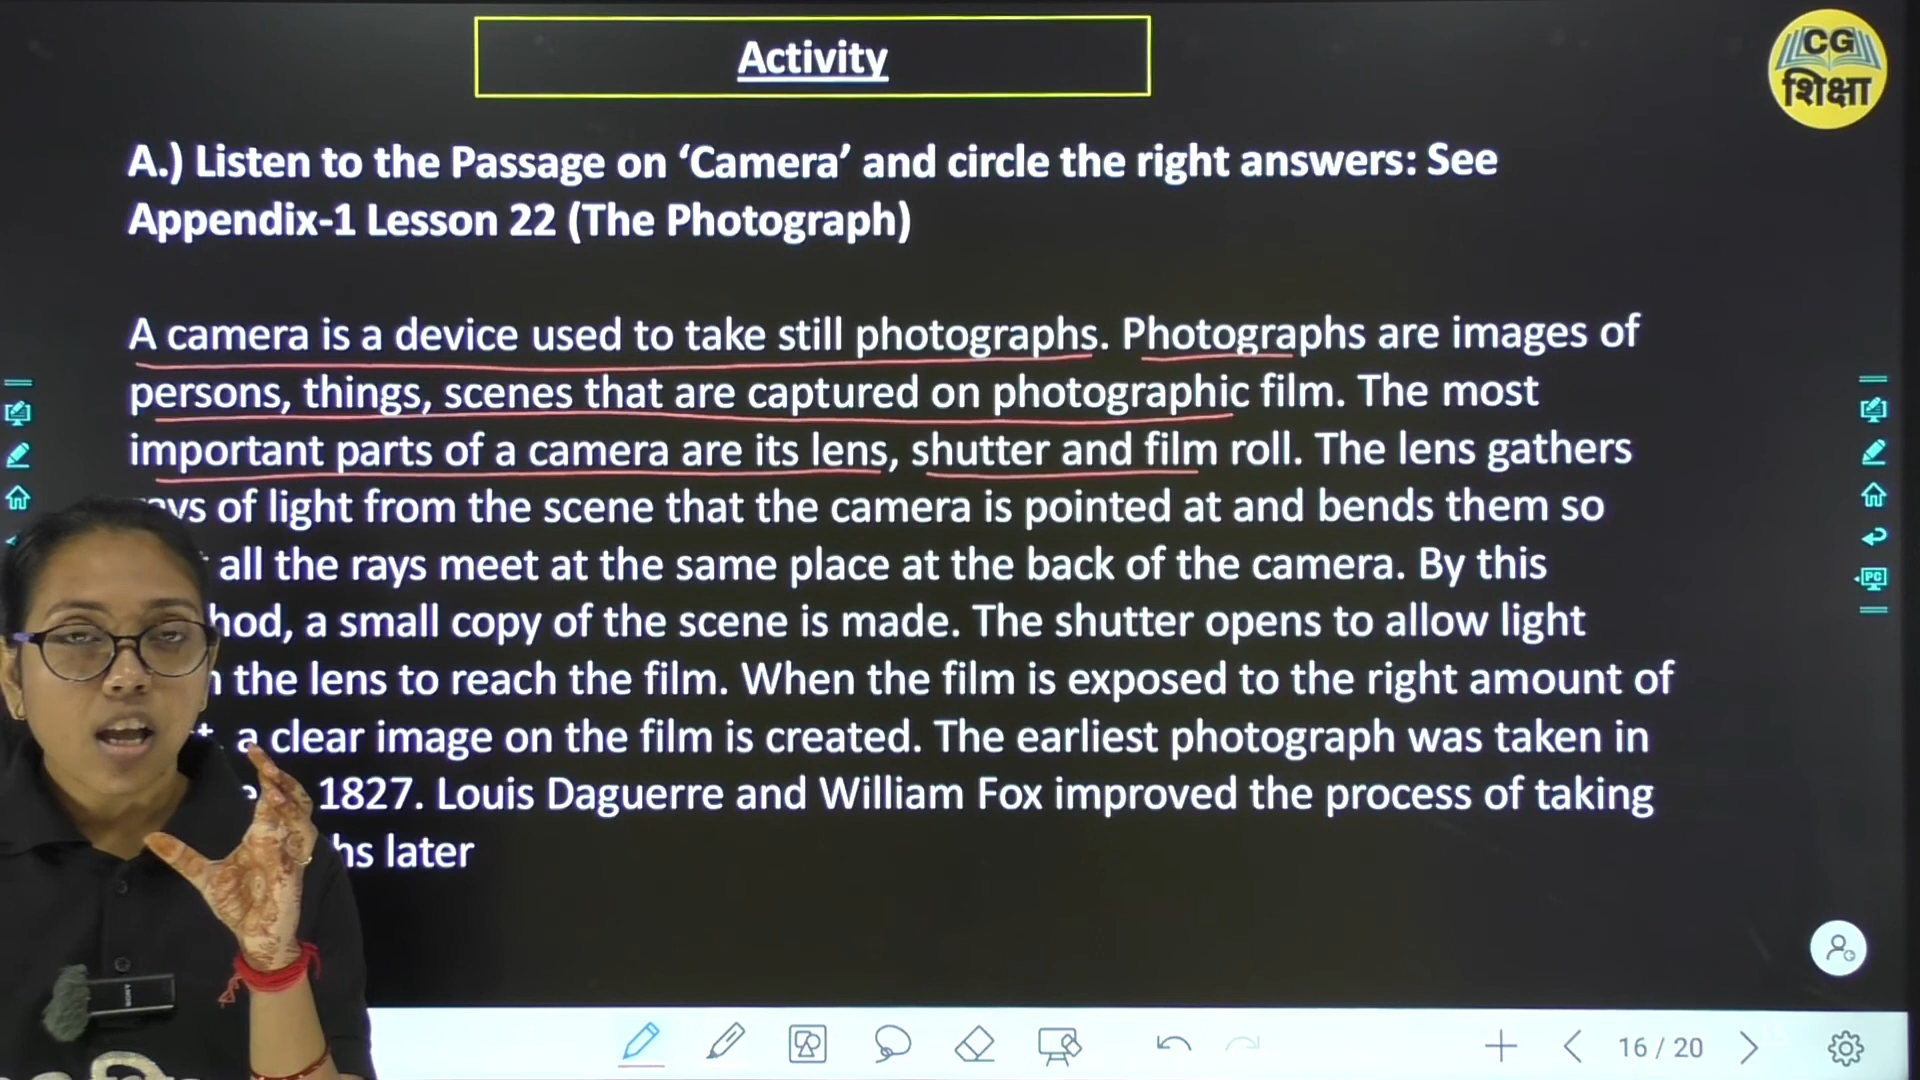 Activity
CG
शिक्षा
A.) Listen to the Passage on ‘Camera’ and circle the right answers: See
Appendix-1 Lesson 22 (The Photograph)
A camera is a device used to take still photographs. Photographs are images of
persons, things, scenes that are captured on photographic film. The most
important parts of a camera are its lens, shutter and film roll. The lens gathers
of light from the scene that the camera is pointed at and bends them so
all the rays meet at the same place at the back of the camera. By this
a small copy of the scene is made. The shutter opens to allow light
the lens to reach the film. When the film is exposed to the right amount of
a clear image on the film is created. The earliest photograph was taken in
1827. Louis Daguerre and William Fox improved the process of taking
later
PC
PC
SONY
16 / 20